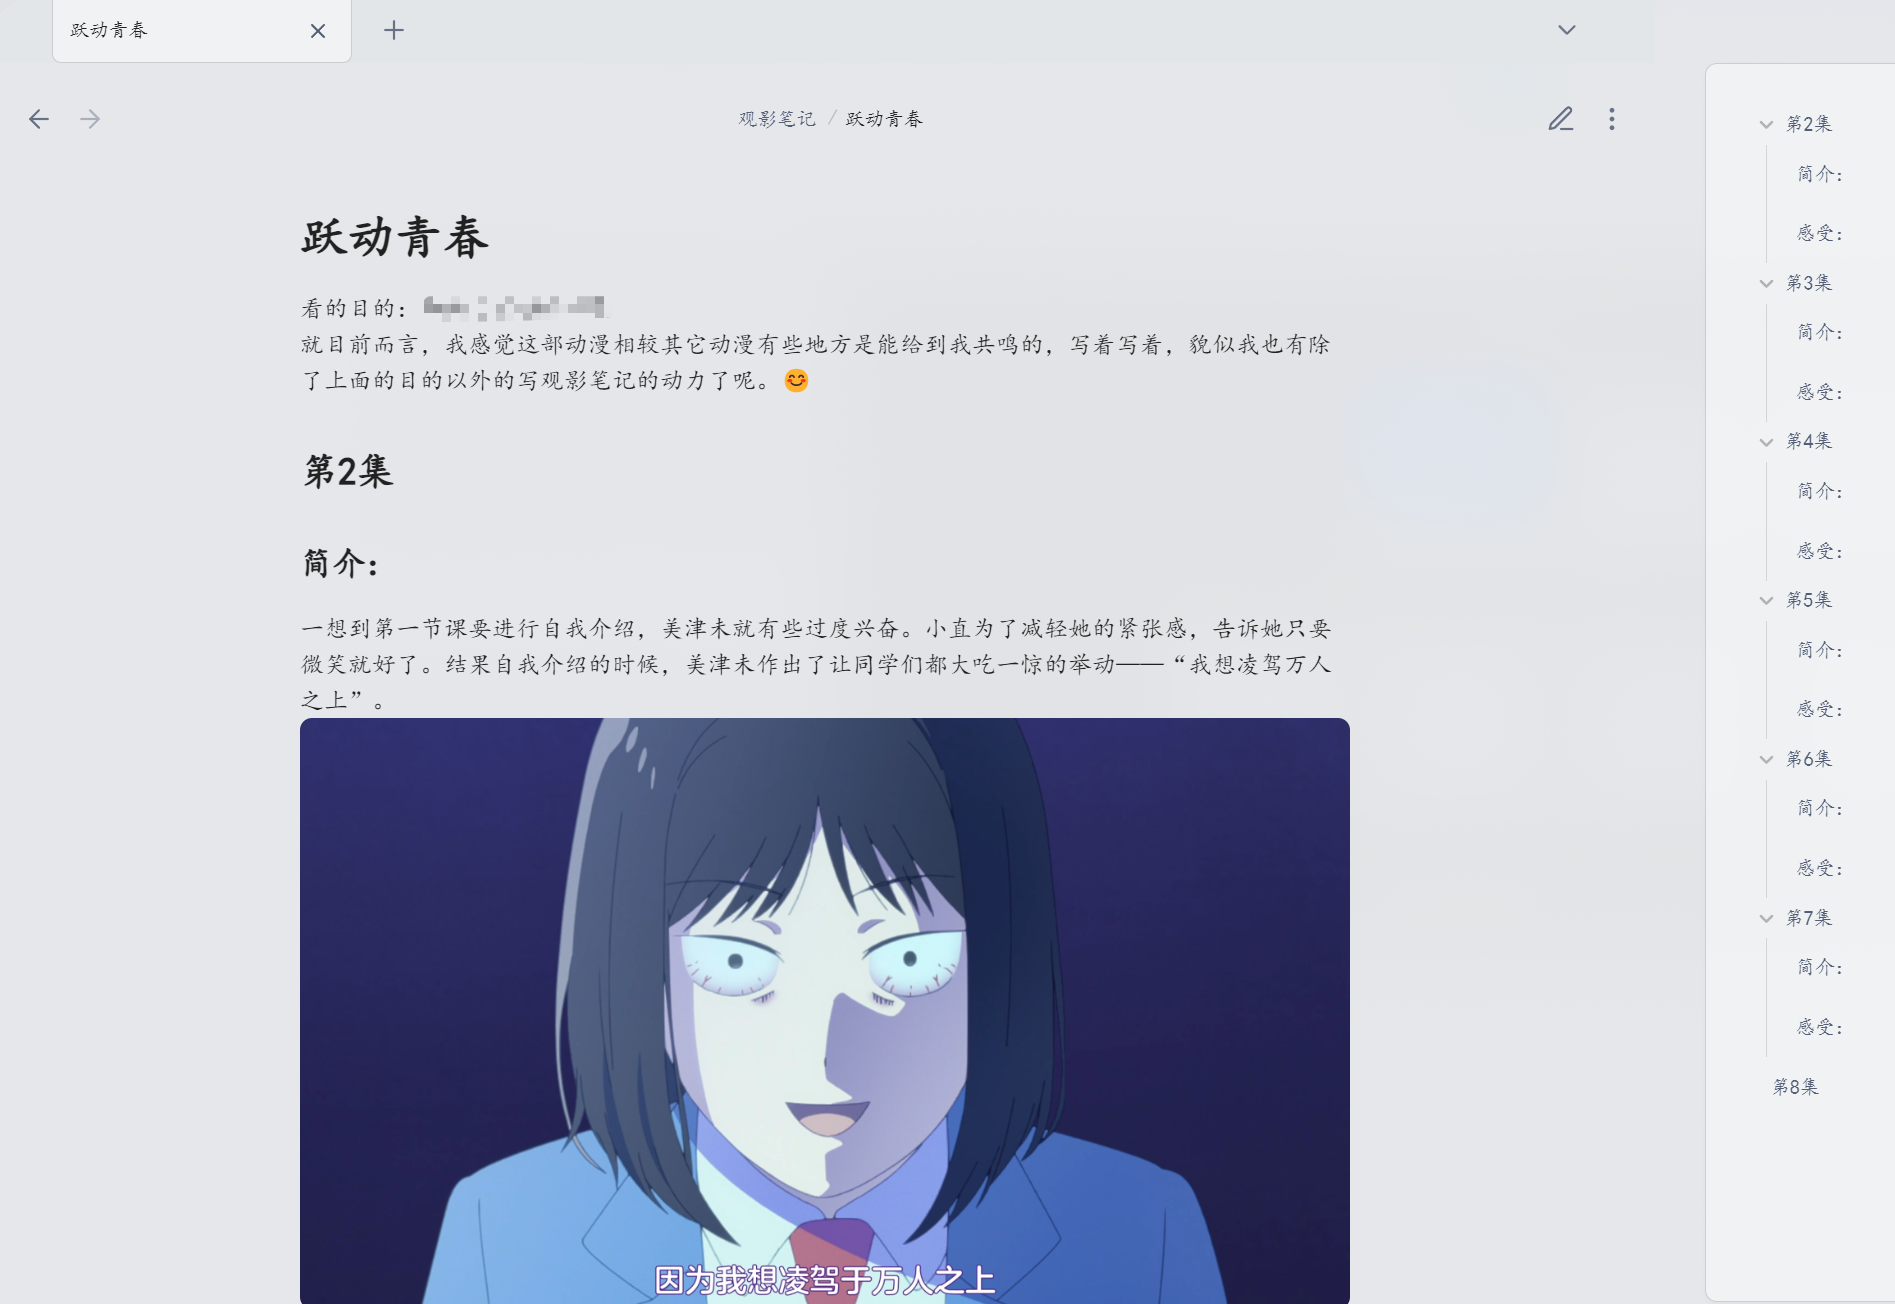 跃动青春
观影笔记 / 跃动青春
跃动青春
看的目的：
就目前而言，我感觉这部动漫相较其它动漫有些地方是能给到我共鸣的，写着写着，貌似我也有除
了上面的目的以外的写观影笔记的动力了呢。😊
第2集
简介：
一想到第一节课要进行自我介绍，美津未就有些过度兴奋。小直为了减轻她的紧张感，告诉她只要
微笑就好了。结果自我介绍的时候，美津未作出了让同学们都大吃一惊的举动——“我想凌驾万人
之上”。
因为我想凌驾于万人之上
第2集
简介：
感受：
第3集
简介：
感受：
第4集
简介：
感受：
第5集
简介：
感受：
第6集
简介：
感受：
第7集
简介：
感受：
第8集